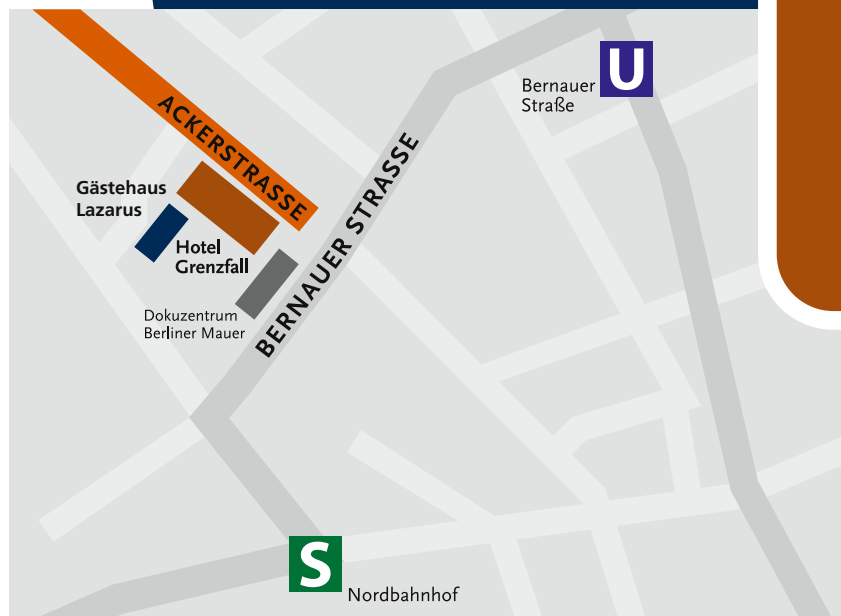 ACKERSTRASSE
U
Bernauer
Straße
BERNAUER STRASSE
Gästehaus
Lazarus
Hotel
Grenzfall
Dokuzentrum
Berliner Mauer
S
Nordbahnhof